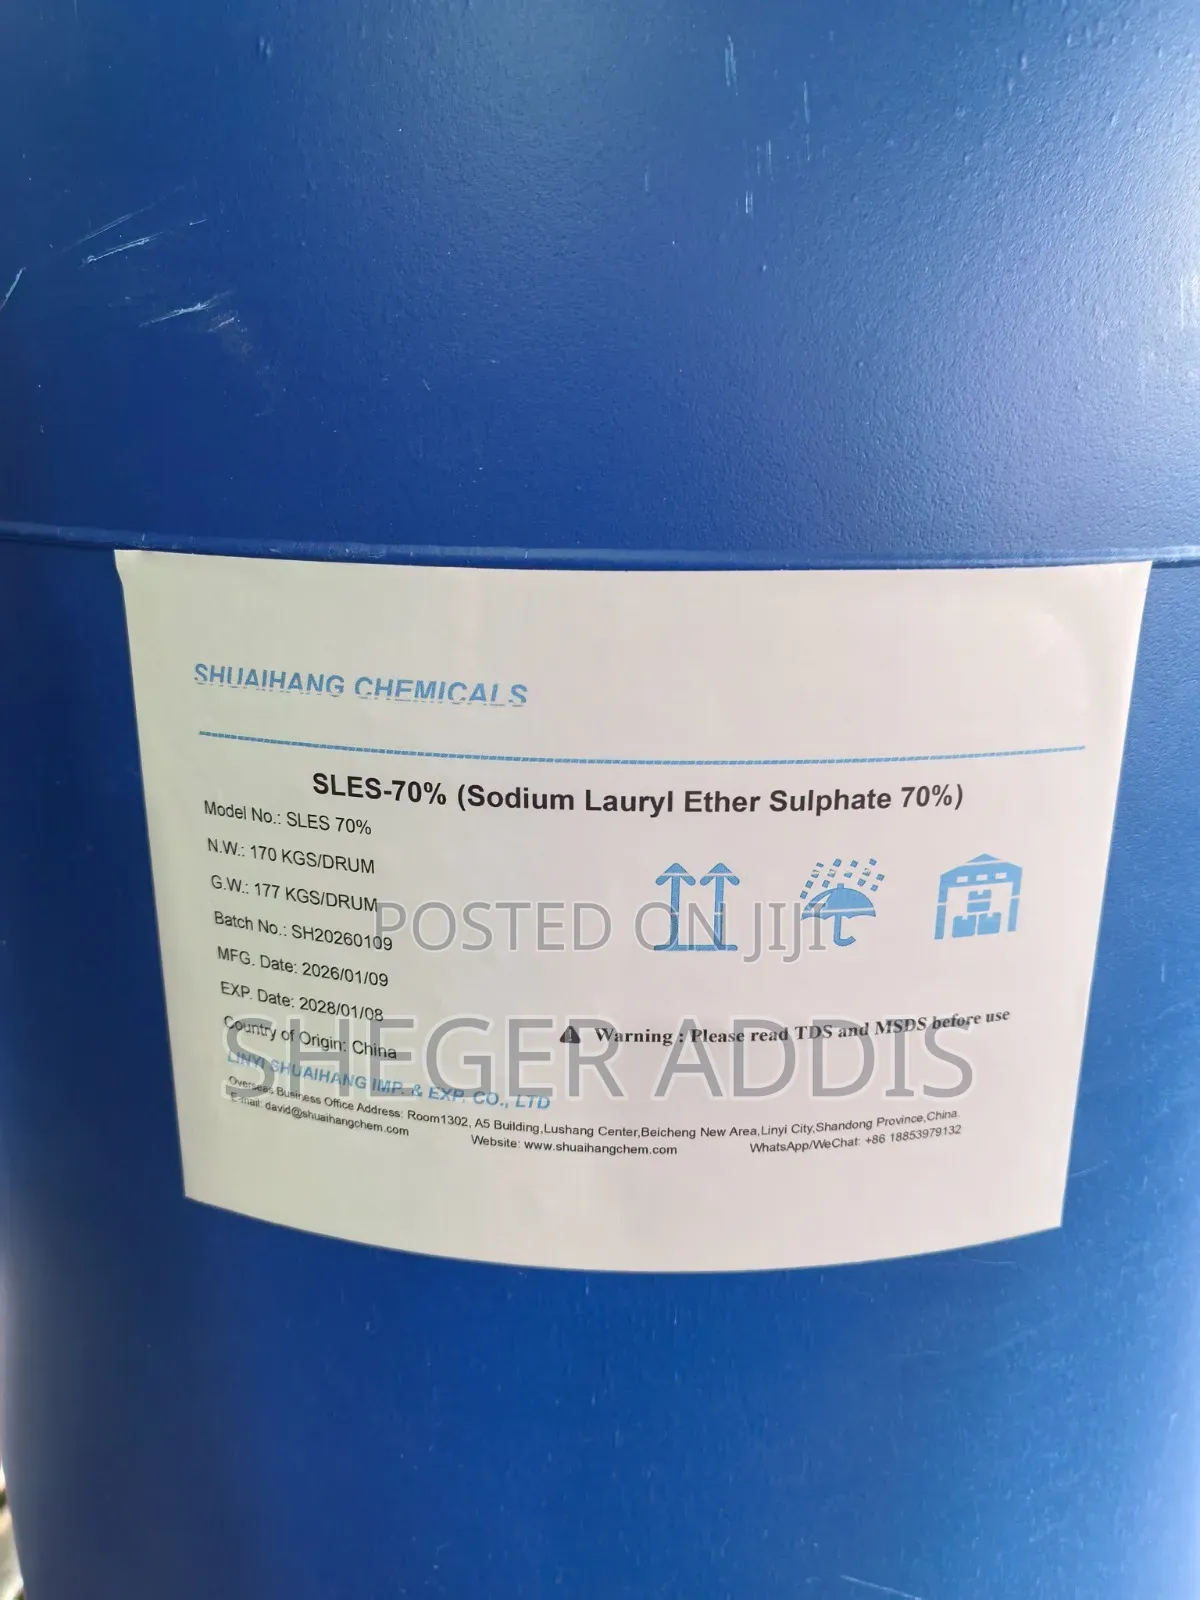 SHUAIHANG CHEMICALS
SLES-70% (Sodium Lauryl Ether Sulphate 70%)
Model No.: SLES 70%
N.W.: 170 KGS/DRUM
G.W.: 177 KGS/DRUM
Batch No.: SH20260109
MFG. Date: 2026/01/09
EXP. Date: 2028/01/08
Country of Origin: China
Warning : Please read TDS and MSDS before use
LINYI SHUAIHANG IMP. & EXP. CO., LTD
Overseas Business Office Address: Room1302, A5 Building,Lushang Center,Beicheng New Area,Linyi City,Shandong Province,China.
E-mail: david@shuaihangchem.com Website: www.shuaihangchem.com WhatsApp/WeChat: +86 18853979132
POSTED ON JIJI
SHEGER ADDIS